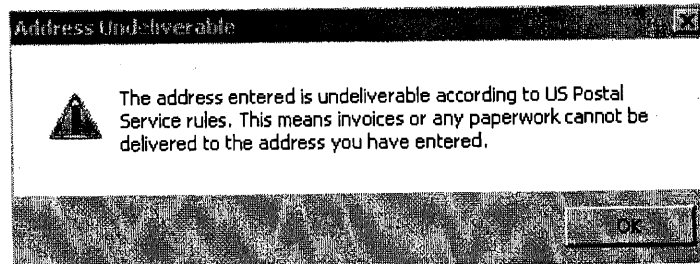 Address Undeliverable
The address entered is undeliverable according to US Postal
Service rules. This means invoices or any paperwork cannot be
delivered to the address you have entered.
OK